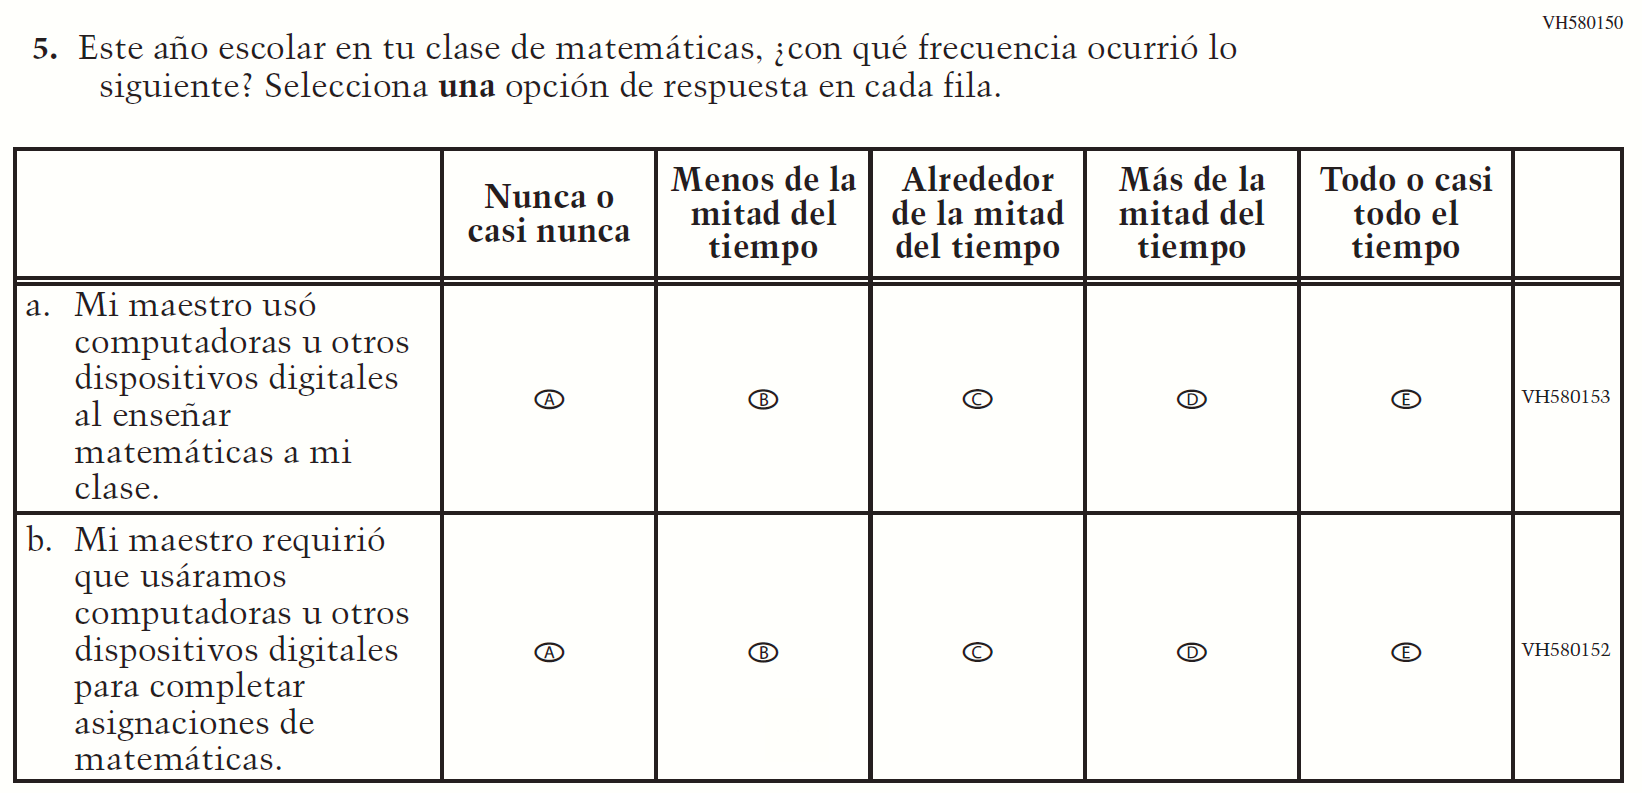 VH580150
5. Este año escolar en tu clase de matemáticas, ¿con qué frecuencia ocurrió lo
siguiente? Selecciona una opción de respuesta en cada fila.
Nunca o
casi nunca
Menos de la
mitad del
tiempo
Alrededor
de la mitad
del tiempo
Más de la
mitad del
tiempo
Todo o casi
todo el
tiempo
a. Mi maestro usó
computadoras u otros
dispositivos digitales
al enseñar
matemáticas a mi
clase.
A B C D E VH580153
b. Mi maestro requirió
que usáramos
computadoras u otros
dispositivos digitales
para completar
asignaciones de
matemáticas.
A B C D E VH580152